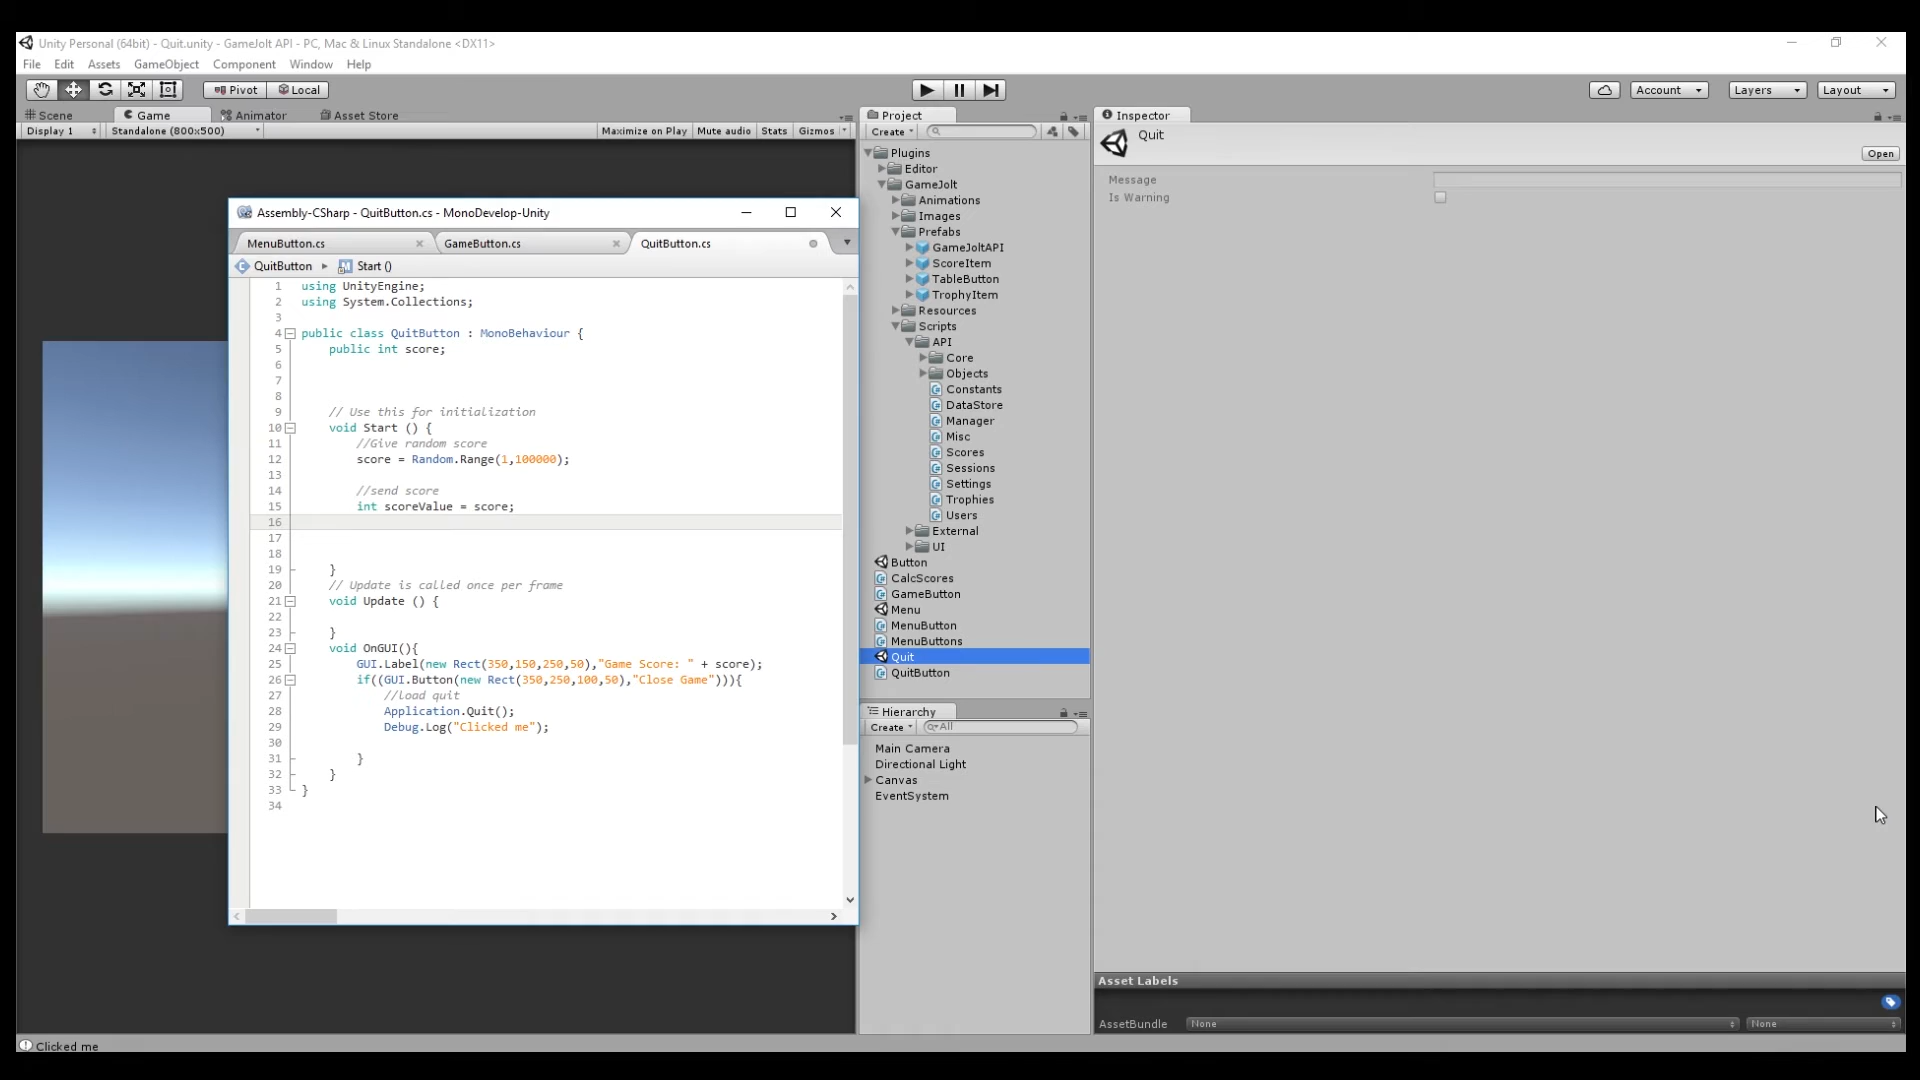 Unity Personal (64bit) - Quit.unity - GameJolt API - PC, Mac & Linux Standalone <DX11>
File Edit Assets GameObject Component Window Help
Pivot Local
Account Layers Layout
Scene Game Animator Asset Store
Display 1 Standalone (800x500) Maximize on Play Mute audio Stats Gizmos
Assembly-CSharp - QuitButton.cs - MonoDevelop-Unity
MenuButton.cs GameButton.cs QuitButton.cs
QuitButton Start ()
1 using UnityEngine;
2 using System.Collections;
3
4 public class QuitButton : MonoBehaviour {
5 public int score;
6
7
8
9 // Use this for initialization
10 void Start () {
11 //Give random score
12 score = Random.Range(1,100000);
13
14 //send score
15 int scoreValue = score;
16
17
18
19 }
20 // Update is called once per frame
21 void Update () {
22
23 }
24 void OnGUI(){
25 GUI.Label(new Rect(350,150,250,50),"Game Score: " + score);
26 if((GUI.Button(new Rect(350,250,100,50),"Close Game"))){
27 //load quit
28 Application.Quit();
29 Debug.Log("Clicked me");
30
31 }
32 }
33 }
34
Project
Create
Plugins
Editor
GameJolt
Animations
Images
Prefabs
GameJoltAPI
ScoreItem
TableButton
TrophyItem
Resources
Scripts
API
Core
Objects
Constants
DataStore
Manager
Misc
Scores
Sessions
Settings
Trophies
Users
External
UI
Button
CalcScores
GameButton
Menu
MenuButton
MenuButtons
Quit
QuitButton
Hierarchy
Create All
Main Camera
Directional Light
Canvas
EventSystem
Inspector
Quit
Open
Message
Is Warning
Asset Labels
AssetBundle None None
Clicked me